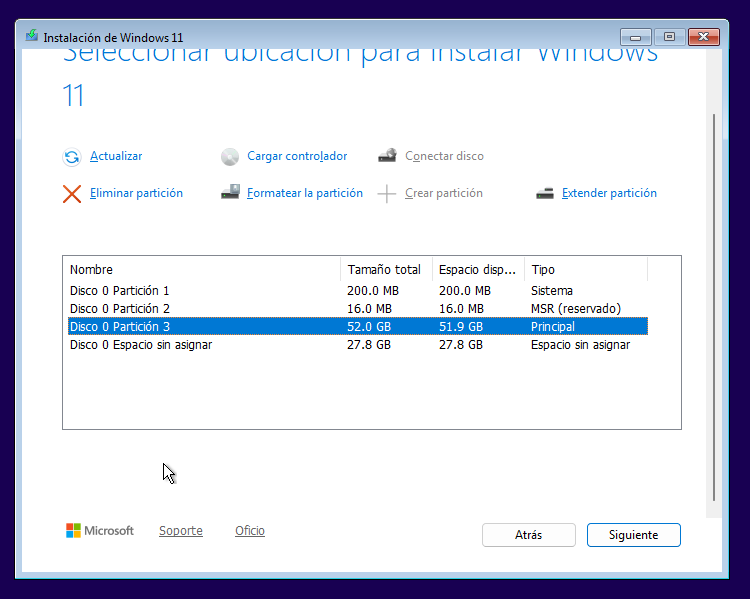 Instalación de Windows 11
Seleccionar ubicación para instalar Windows
11
Actualizar
Cargar controlador
Conectar disco
Eliminar partición
Formatear la partición
Crear partición
Extender partición
Nombre Tamaño total Espacio disp... Tipo
Disco 0 Partición 1 200.0 MB 200.0 MB Sistema
Disco 0 Partición 2 16.0 MB 16.0 MB MSR (reservado)
Disco 0 Partición 3 52.0 GB 51.9 GB Principal
Disco 0 Espacio sin asignar 27.8 GB 27.8 GB Espacio sin asignar
Microsoft Soporte Oficio
Atrás Siguiente